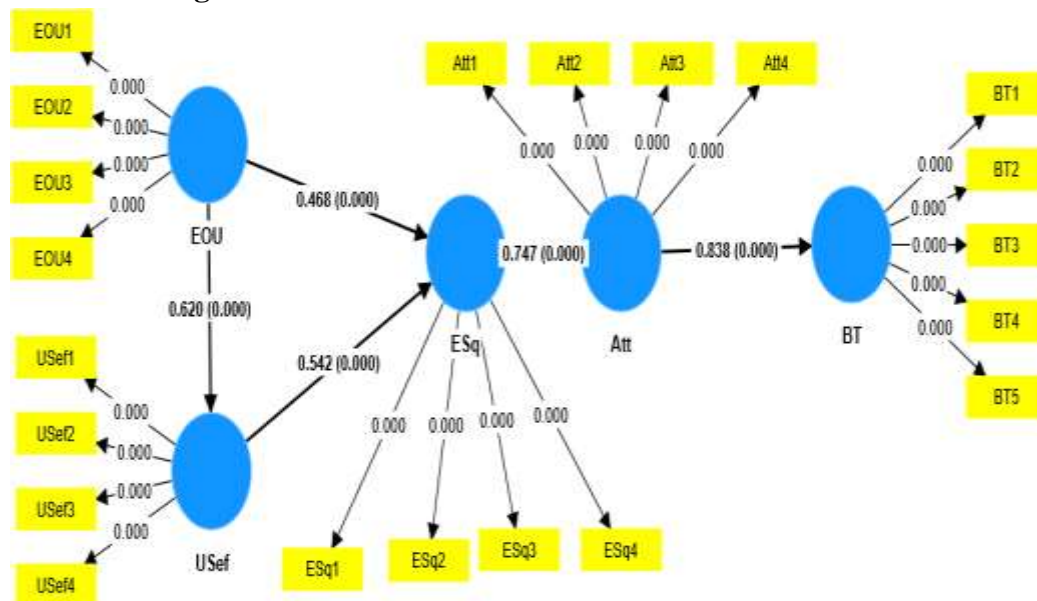 EOU1
EOU2
EOU3
EOU4
0.000
0.000
0.000
0.000
EOU
0.468 (0.000)
0.620 (0.000)
USef1
USef2
USef3
USef4
0.000
0.000
0.000
0.000
USef
0.542 (0.000)
ESq
0.000
0.000
0.000
0.000
ESq1
ESq2
ESq3
ESq4
0.747 (0.000)
Att1
Att2
Att3
Att4
0.000
0.000
0.000
0.000
Att
0.838 (0.000)
BT
0.000
0.000
0.000
0.000
0.000
BT1
BT2
BT3
BT4
BT5